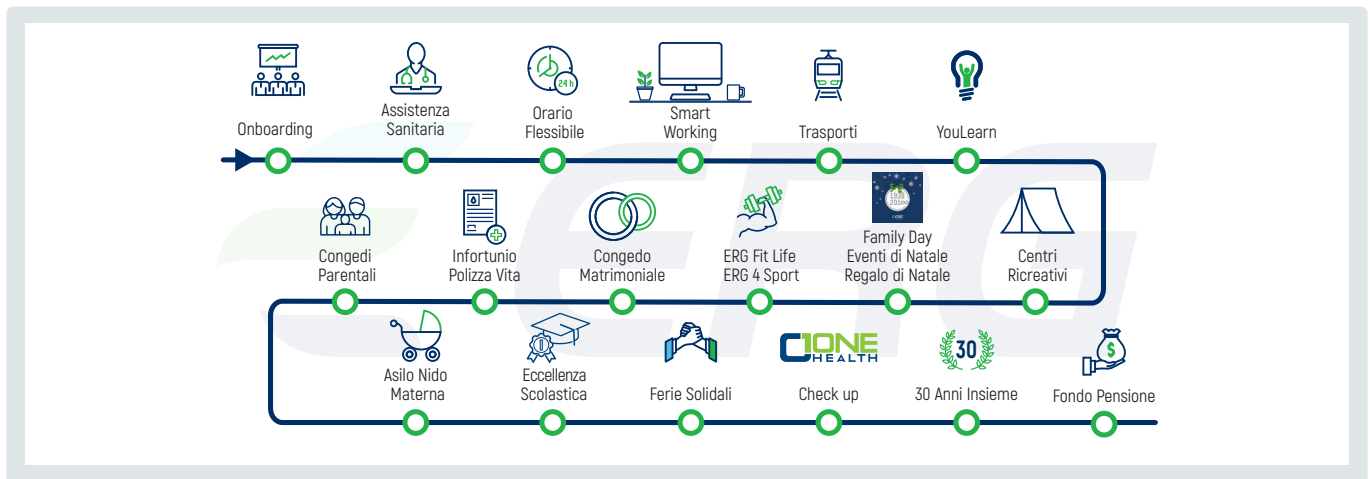 24 h
Onboarding
Assistenza
Sanitaria
Orario
Flessibile
Smart
Working
Trasporti
YouLearn
Congedi
Parentali
Infortunio
Polizza Vita
Congedo
Matrimoniale
ERG Fit Life
ERG 4 Sport
Family Day
Eventi di Natale
Regalo di Natale
Centri
Ricreativi
ERG
Asilo Nido
Materna
Eccellenza
Scolastica
Ferie Solidali
ONE
HEALTH
Check up
30
30 Anni Insieme
$
Fondo Pensione